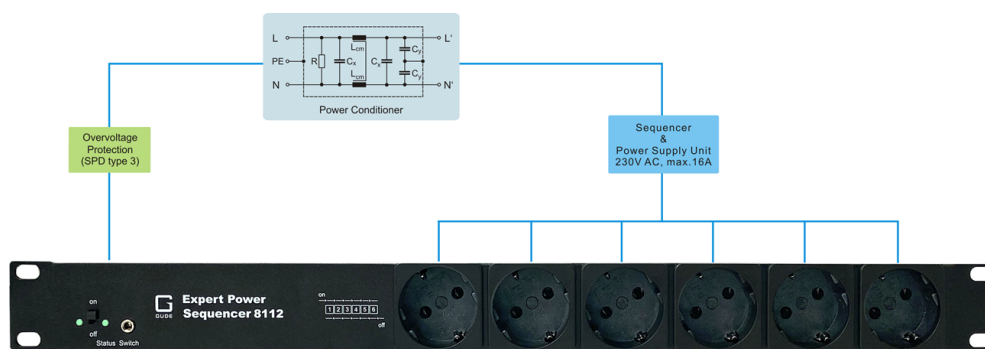 L
L'
Lcm
PE
R
Cx
Cx
Cy
Lcm
Cy
N
N'
Power Conditioner
Overvoltage
Protection
(SPD type 3)
Sequencer
&
Power Supply Unit
230V AC, max.16A
on
off
Status Switch
G
GUDE
Expert Power
Sequencer 8112
on
1 2 3 4 5 6
off